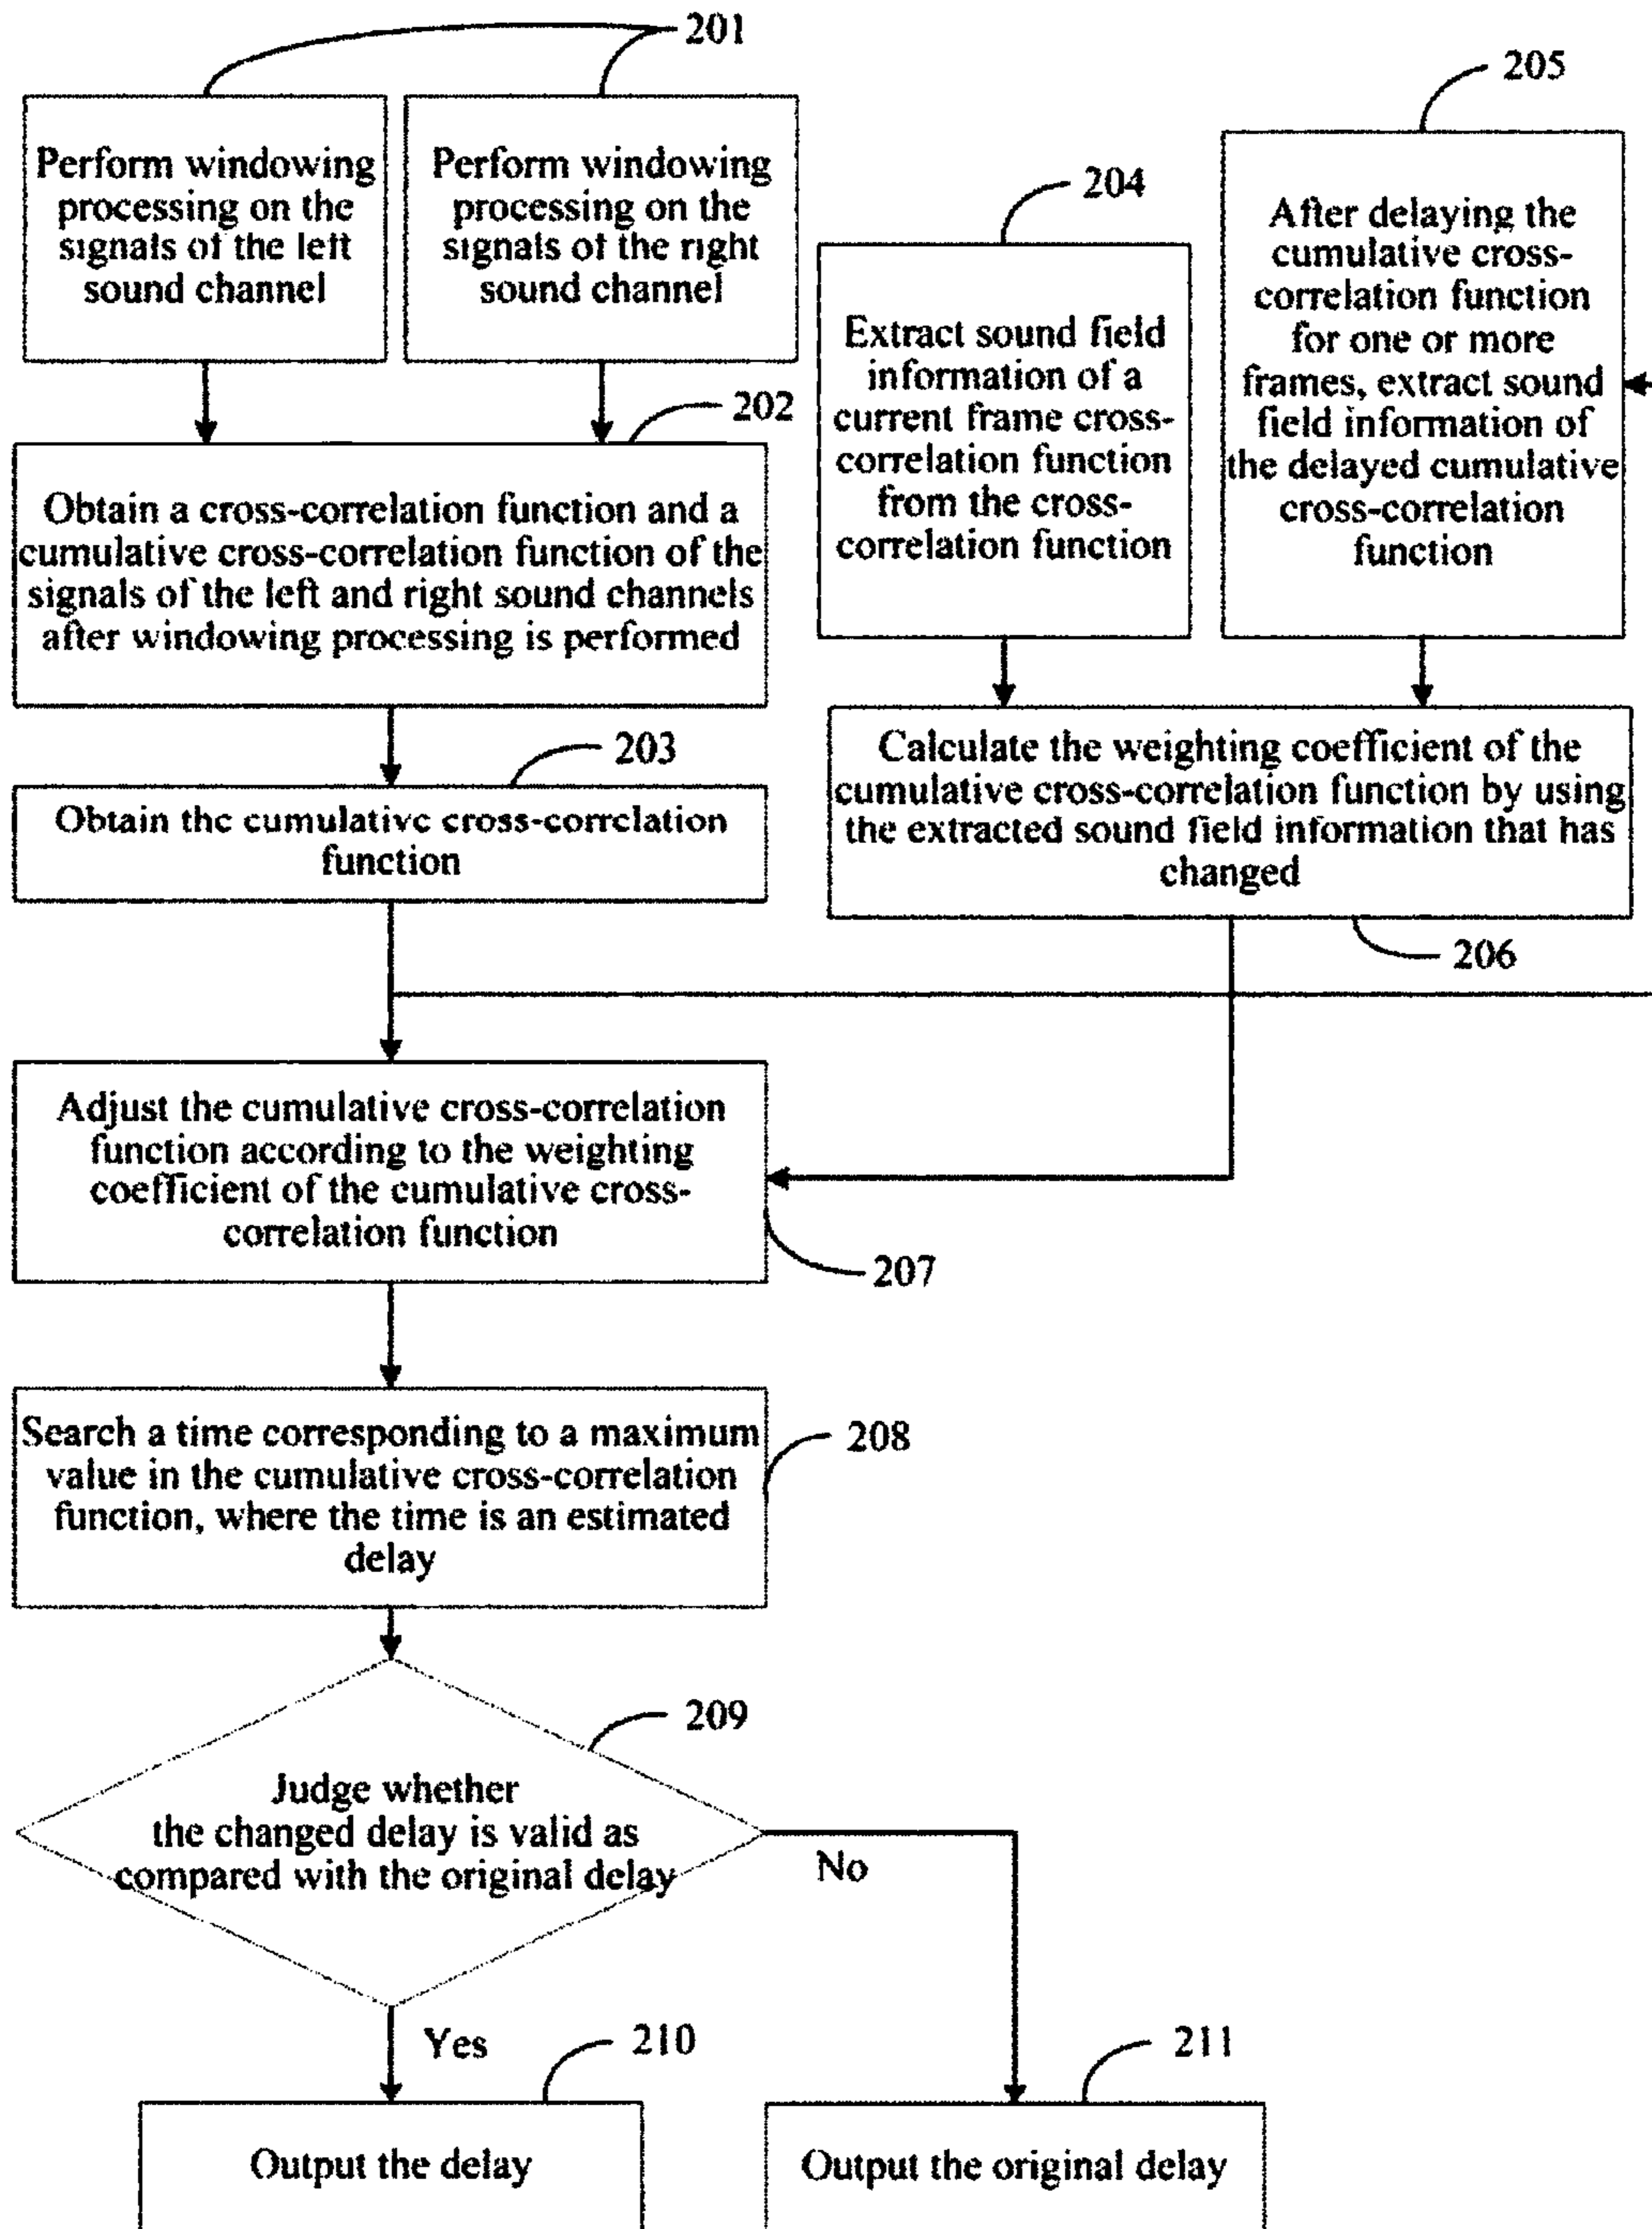 201
Perform windowing
processing on the
signals of the left
sound channel
Perform windowing
processing on the
signals of the right
sound channel
202
Obtain a cross-correlation function and a
cumulative cross-correlation function of the
signals of the left and right sound channels
after windowing processing is performed
203
Obtain the cumulative cross-correlation
function
204
Extract sound field
information of a
current frame cross-
correlation function
from the cross-
correlation function
205
After delaying the
cumulative cross-
correlation function
for one or more
frames, extract sound
field information of
the delayed cumulative
cross-correlation
function
Calculate the weighting coefficient of the
cumulative cross-correlation function by using
the extracted sound field information that has
changed
206
Adjust the cumulative cross-correlation
function according to the weighting
coefficient of the cumulative cross-
correlation function
207
Search a time corresponding to a maximum
value in the cumulative cross-correlation
function, where the time is an estimated
delay
208
209
Judge whether
the changed delay is valid as
compared with the original delay
No
Yes
210
Output the delay
211
Output the original delay